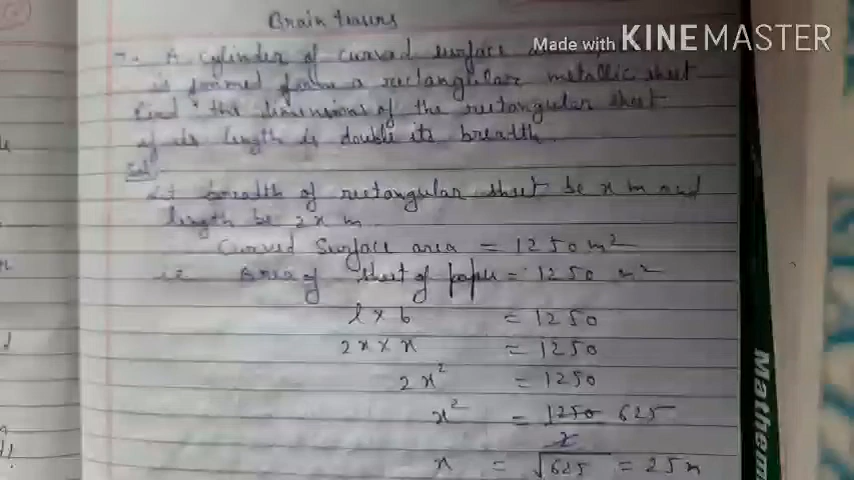 Brain teasers
Made with KINEMASTER
7. A cylinder of curved surface
is formed from a rectangular metallic sheet
Find the dimensions of the rectangular sheet
if its length is double its breadth.
Sol:-
Let breadth of rectangular sheet be x m and
length be 2x m.
Curved Surface area = 1250 m²
i.e. Area of sheet of paper = 1250 m²
l × b = 1250
2x × x = 1250
2x² = 1250
x² = 1250 625
2
x = √625 = 25 m
Mathem